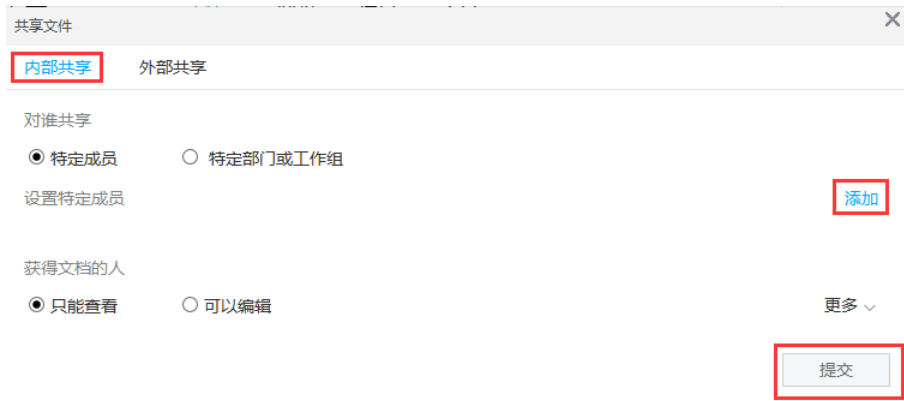 共享文件
内部共享 外部共享
对谁共享
特定成员 特定部门或工作组
设置特定成员 添加
获得文档的人
只能查看 可以编辑 更多
提交